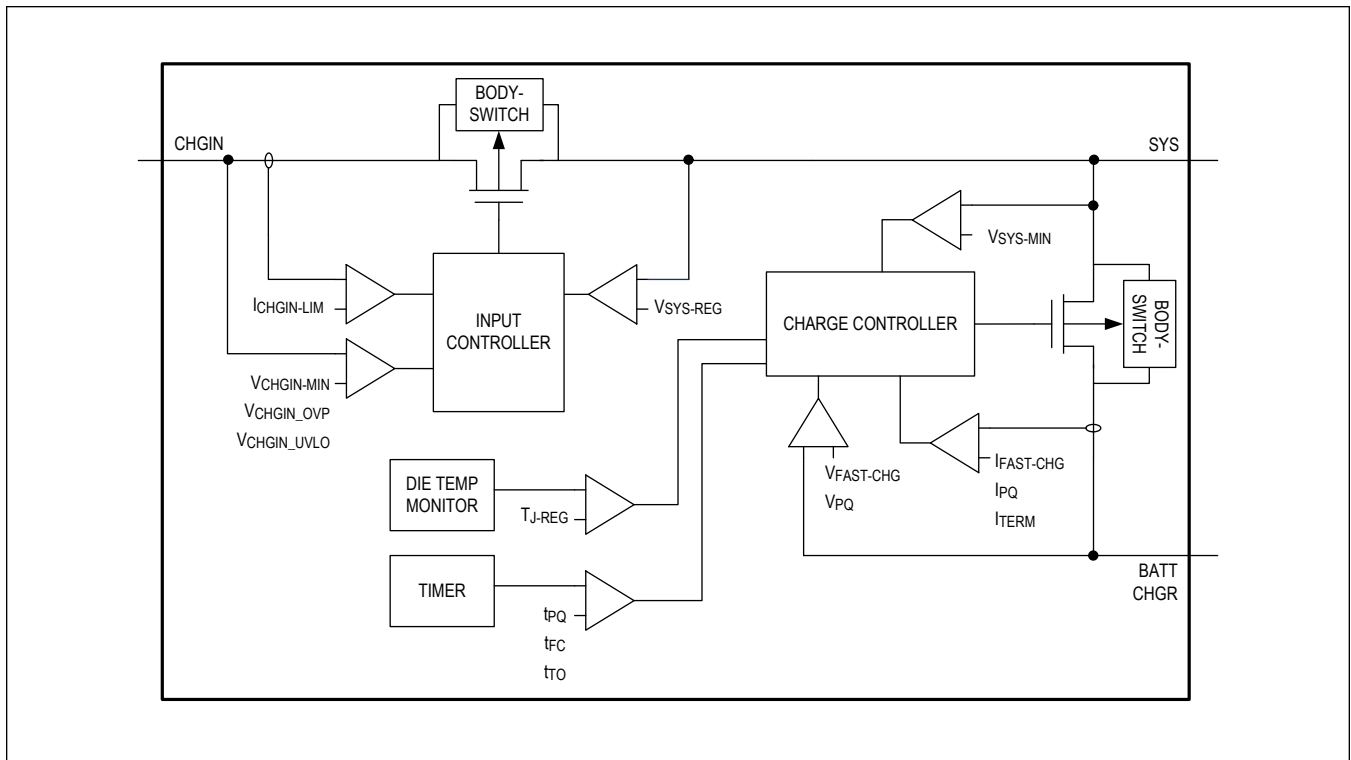 BODY-
SWITCH
CHGIN
SYS
VSYS-MIN
ICHGIN-LIM
INPUT
CONTROLLER
VSYS-REG
CHARGE CONTROLLER
BODY-
SWITCH
VCHGIN-MIN
VCHGIN_OVP
VCHGIN_UVLO
DIE TEMP
MONITOR
TJ-REG
VFAST-CHG
VPQ
IFAST-CHG
IPQ
ITERM
TIMER
tPQ
tFC
tTO
BATT
CHGR